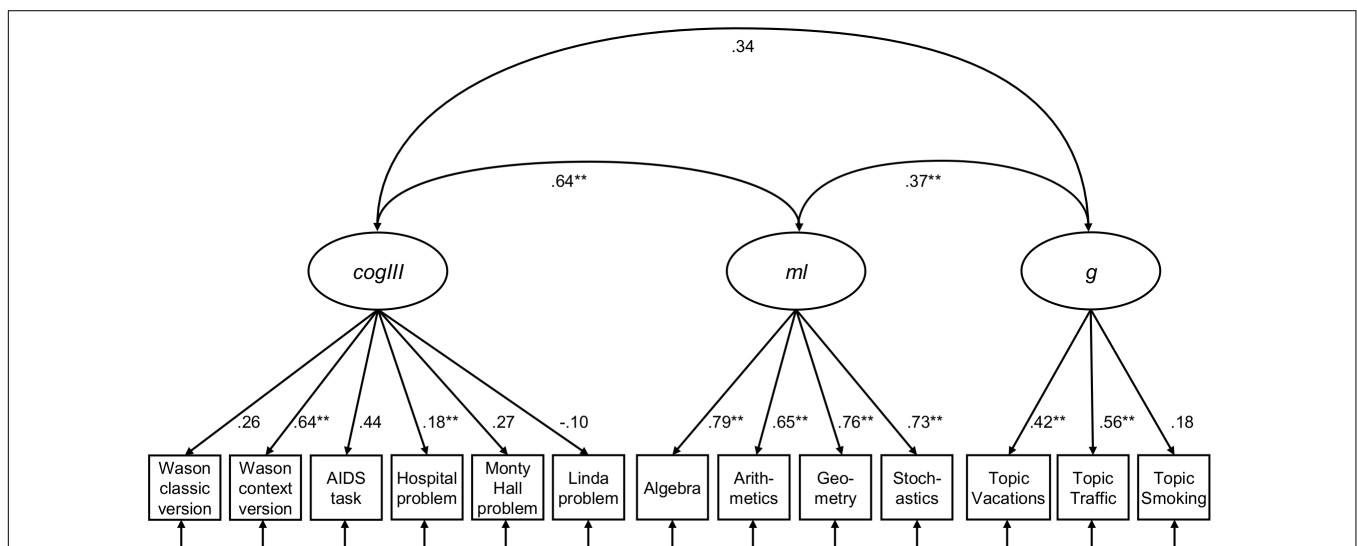 .34
.64**
.37**
cogIII
ml
g
.26
.64**
.44
.18**
.27
-.10
.79**
.65**
.76**
.73**
.42**
.56**
.18
Wason
classic
version
Wason
context
version
AIDS
task
Hospital
problem
Monty
Hall
problem
Linda
problem
Algebra
Arith-
metics
Geo-
metry
Stoch-
astics
Topic
Vacations
Topic
Traffic
Topic
Smoking